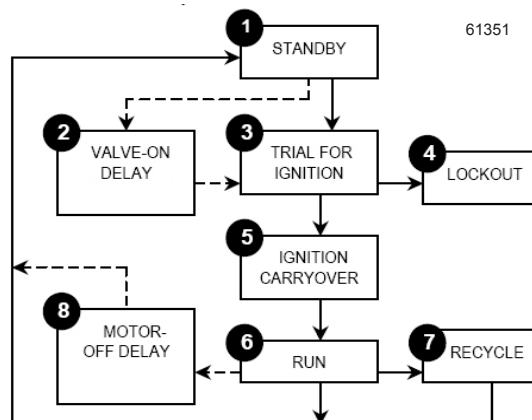 61351
1
STANDBY
2
VALVE-ON
DELAY
3
TRIAL FOR
IGNITION
4
LOCKOUT
5
IGNITION
CARRYOVER
8
MOTOR-
OFF DELAY
6
RUN
7
RECYCLE